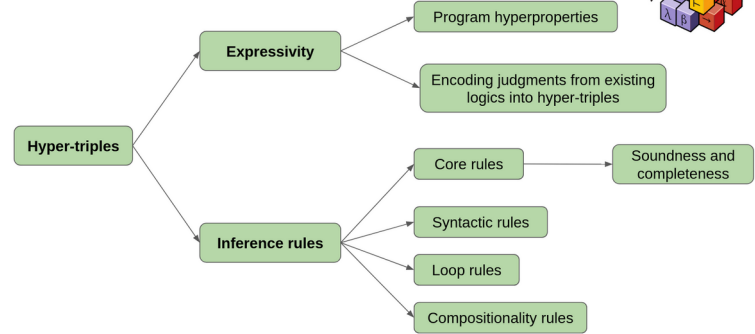 Program hyperproperties
Expressivity
Encoding judgments from existing
logics into hyper-triples
Hyper-triples
Core rules
Soundness and
completeness
Syntactic rules
Inference rules
Loop rules
Compositionality rules
λ
β
→